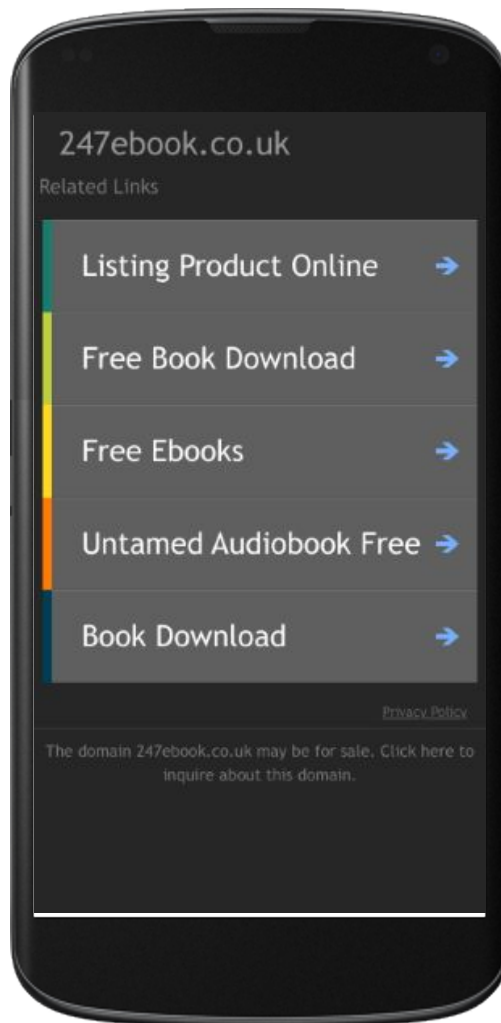 247ebook.co.uk
Related Links
Listing Product Online
Free Book Download
Free Ebooks
Untamed Audiobook Free
Book Download
Privacy Policy
The domain 247ebook.co.uk may be for sale. Click here to
inquire about this domain.